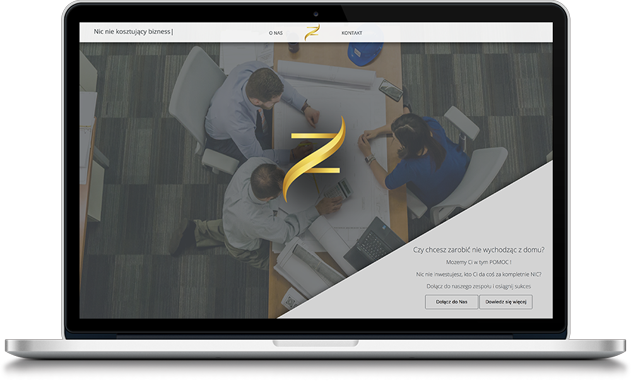 Nic nie kosztujący bizness|
O NAS
KONTAKT
Czy chcesz zarobić nie wychodząc z domu?
Możemy Ci w tym POMOC !
Nic nie inwestujesz, kto Ci da coś za kompletnie NIC!
Dołącz do naszego zespołu i osiągnij sukces
Dołącz do Nas
Dowiedz się więcej